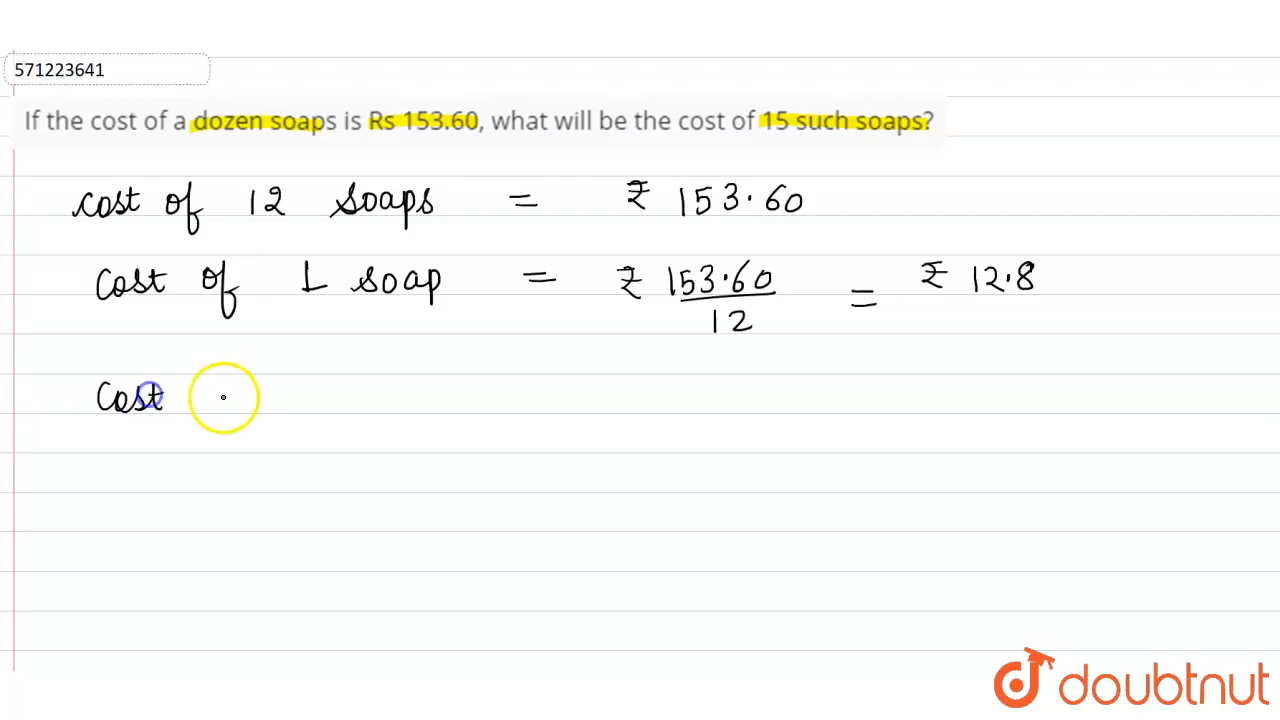 571223641
If the cost of a dozen soaps is Rs 153.60, what will be the cost of 15 such soaps?
cost of 12 soaps = ₹ 153.60
Cost of 1 soap = ₹ 153.60/12 = ₹ 12.8
Cost
doubtnut